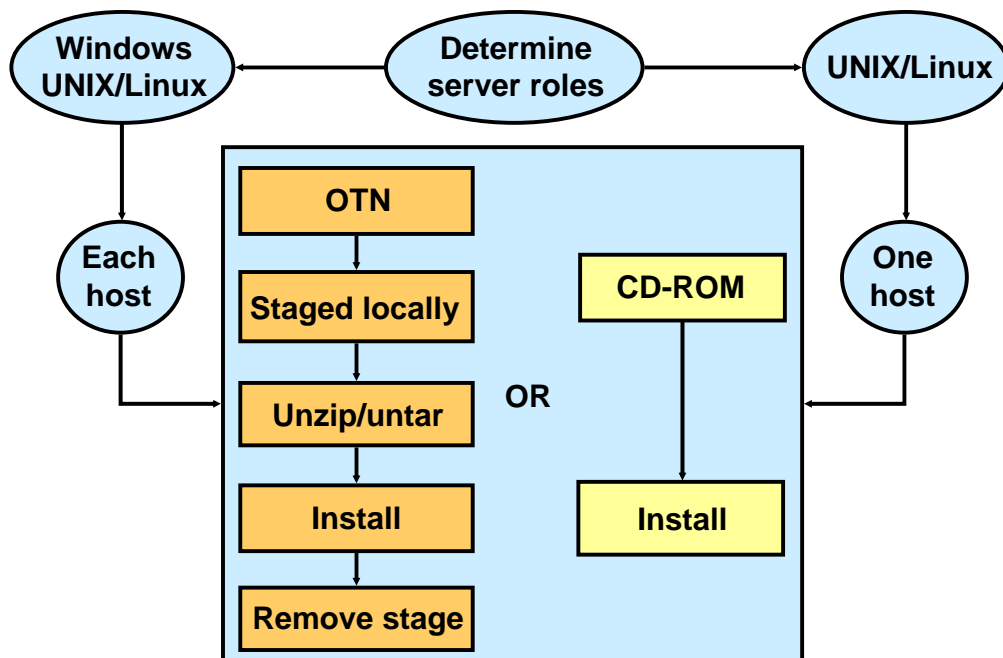 Windows
UNIX/Linux
Determine
server roles
UNIX/Linux
Each
host
OTN
Staged locally
Unzip/untar
Install
Remove stage
OR
CD-ROM
Install
One
host